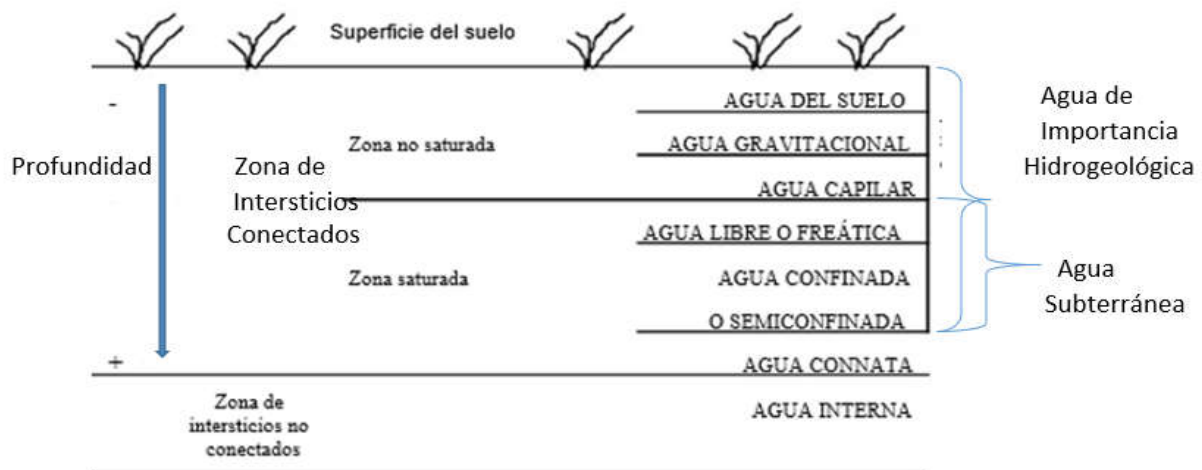 Superficie del suelo
-
AGUA DEL SUELO
Agua de
Importancia
Hidrogeológica
Zona no saturada
AGUA GRAVITACIONAL
Profundidad
Zona de
Intersticios
Conectados
AGUA CAPILAR
AGUA LIBRE O FREÁTICA
Zona saturada
AGUA CONFINADA
O SEMICONFINADA
Agua
Subterránea
+
AGUA CONNATA
Zona de
intersticios no
conectados
AGUA INTERNA